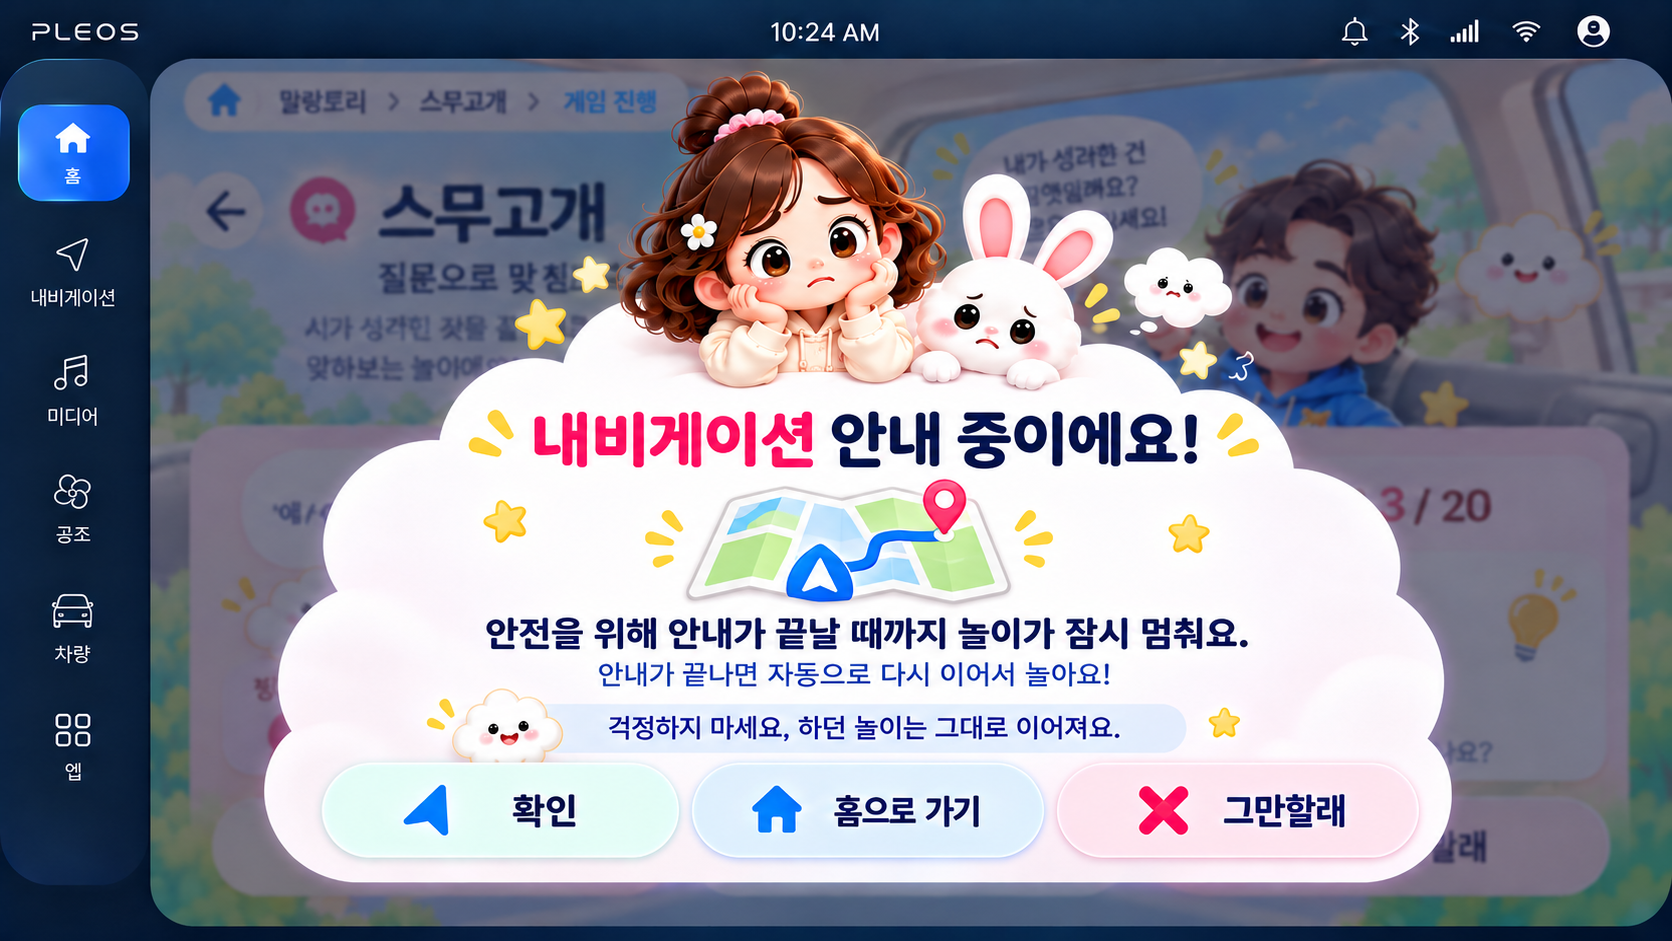 PLEOS
10:24 AM
홈
내비게이션
미디어
공조
차량
엡
말랑토리 > 스무고개 > 게임 진행
스무고개
질문으로 맞
내가
건
내비게이션 안내 중이에요!
3 / 20
안전을 위해 안내가 끝날 때까지 놀이가 잠시 멈춰요.
안내가 끝나면 자동으로 다시 이어서 놀아요!
걱정하지 마세요, 하던 놀이는 그대로 이어져요.
확인
홈으로 가기
그만할래